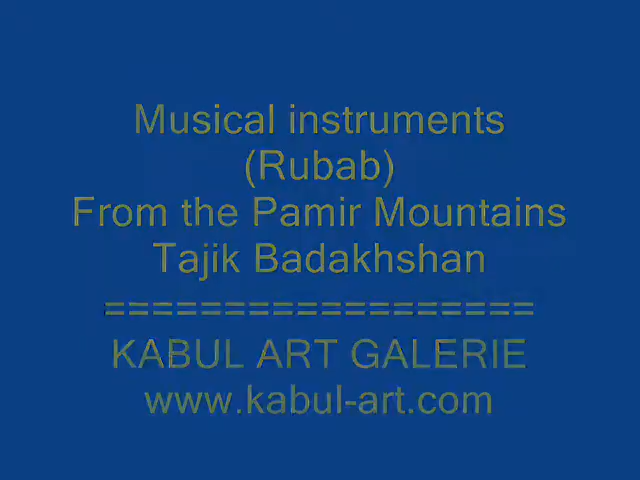 Musical instruments
(Rubab)
From the Pamir Mountains
Tajik Badakhshan
==================
KABUL ART GALERIE
www.kabul-art.com